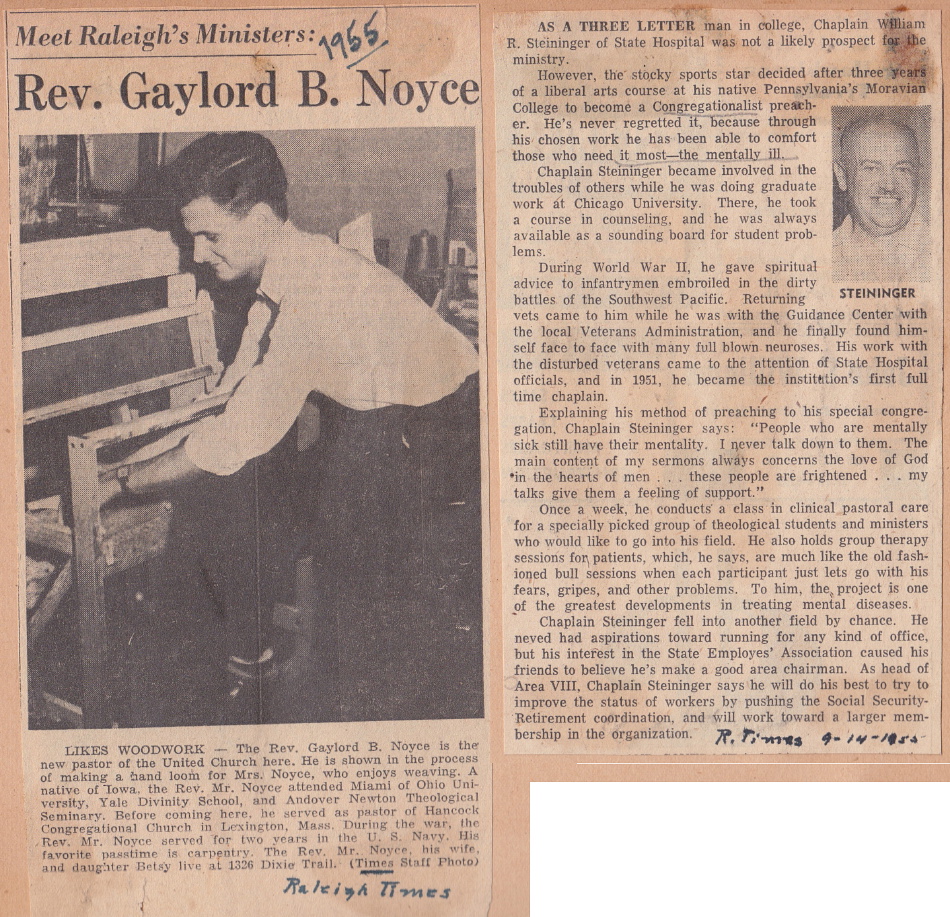 Meet Raleigh's Ministers:
1955
Rev. Gaylord B. Noyce
LIKES WOODWORK — The Rev. Gaylord B. Noyce is the
new pastor of the United Church here. He is shown in the process
of making a hand loom for Mrs. Noyce, who enjoys weaving. A
native of Iowa, the Rev. Mr. Noyce attended Miami of Ohio Uni-
versity, Yale Divinity School, and Andover Newton Theological
Seminary. Before coming here, he served as pastor of Hancock
Congregational Church in Lexington, Mass. During the war, the
Rev. Mr. Noyce served for two years in the U. S. Navy. His
favorite passtime is carpentry. The Rev. Mr. Noyce, his wife,
and daughter Betsy live at 1326 Dixie Trail. (Times Staff Photo)
Raleigh Times
AS A THREE LETTER man in college, Chaplain William
R. Steininger of State Hospital was not a likely prospect for the
ministry.
However, the stocky sports star decided after three years
of a liberal arts course at his native Pennsylvania's Moravian
College to become a Congregationalist preach-
er. He's never regretted it, because through
his chosen work he has been able to comfort
those who need it most—the mentally ill.
Chaplain Steininger became involved in the
troubles of others while he was doing graduate
work at Chicago University. There, he took
a course in counseling, and he was always
available as a sounding board for student prob-
lems.
During World War II, he gave spiritual
advice to infantrymen embroiled in the dirty
battles of the Southwest Pacific. Returning
STEININGER
vets came to him while he was with the Guidance Center with
the local Veterans Administration, and he finally found him-
self face to face with many full blown neuroses. His work with
the disturbed veterans came to the attention of State Hospital
officials, and in 1951, he became the institution's first full
time chaplain.
Explaining his method of preaching to his special congre-
gation, Chaplain Steininger says: "People who are mentally
sick still have their mentality. I never talk down to them. The
main content of my sermons always concerns the love of God
in the hearts of men . . . these people are frightened . . . my
talks give them a feeling of support."
Once a week, he conducts a class in clinical pastoral care
for a specially picked group of theological students and ministers
who would like to go into his field. He also holds group therapy
sessions for patients, which, he says, are much like the old fash-
ioned bull sessions when each participant just lets go with his
fears, gripes, and other problems. To him, the project is one
of the greatest developments in treating mental diseases.
Chaplain Steininger fell into another field by chance. He
neved had aspirations toward running for any kind of office,
but his interest in the State Employes' Association caused his
friends to believe he's make a good area chairman. As head of
Area VIII, Chaplain Steininger says he will do his best to try to
improve the status of workers by pushing the Social Security-
Retirement coordination, and will work toward a larger mem-
bership in the organization.
R. Times 9-14-1955